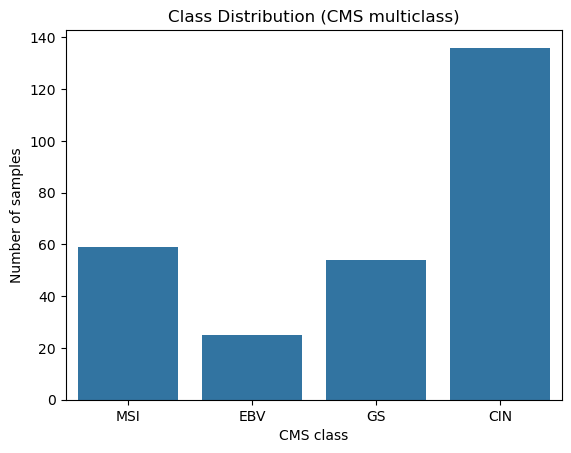 Class Distribution (CMS multiclass)
140
120
100
80
60
40
20
0
Number of samples
MSI EBV GS CIN
CMS class